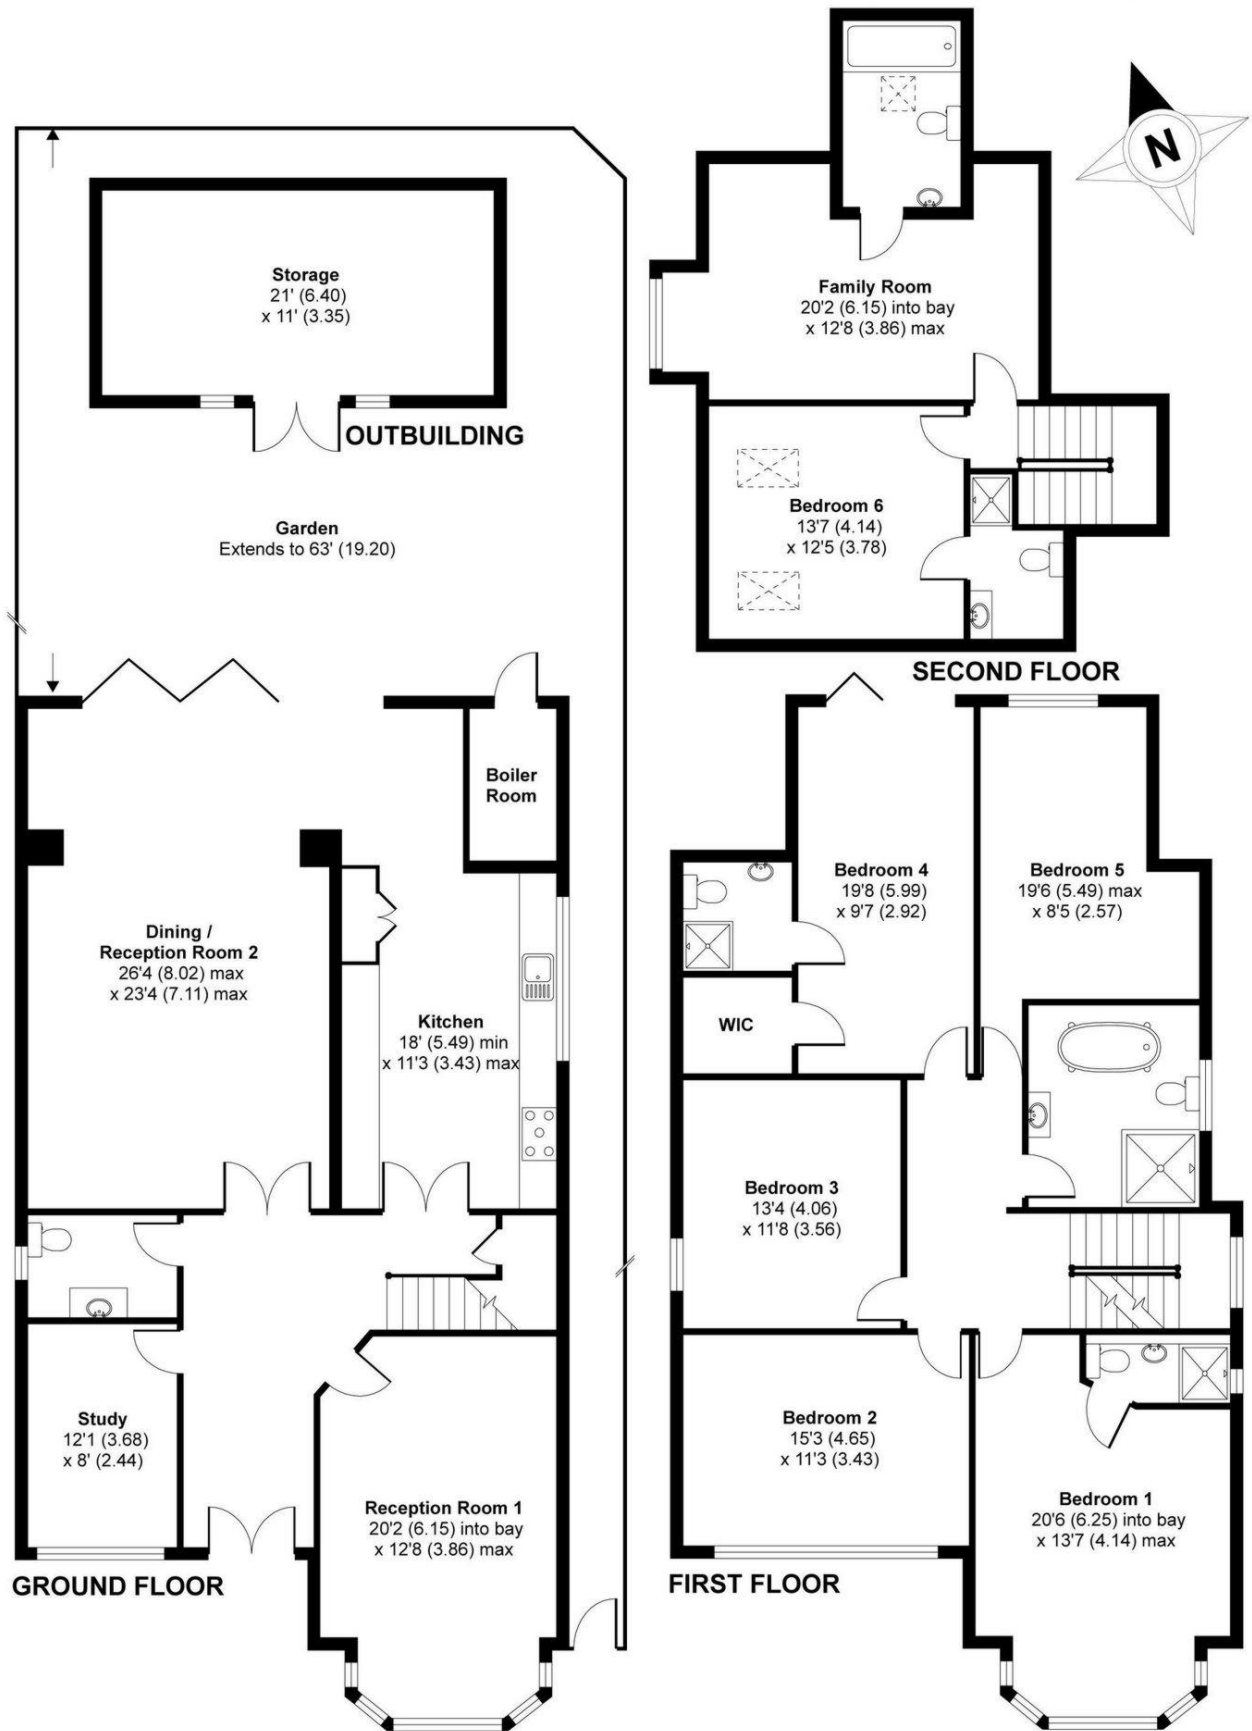 N
Storage
21' (6.40)
x 11' (3.35)
OUTBUILDING
Garden
Extends to 63' (19.20)
Boiler
Room
Dining /
Reception Room 2
26'4 (8.02) max
x 23'4 (7.11) max
Kitchen
18' (5.49) min
x 11'3 (3.43) max
Study
12'1 (3.68)
x 8' (2.44)
Reception Room 1
20'2 (6.15) into bay
x 12'8 (3.86) max
GROUND FLOOR
Family Room
20'2 (6.15) into bay
x 12'8 (3.86) max
Bedroom 6
13'7 (4.14)
x 12'5 (3.78)
SECOND FLOOR
Bedroom 4
19'8 (5.99)
x 9'7 (2.92)
Bedroom 5
19'6 (5.49) max
x 8'5 (2.57)
WIC
Bedroom 3
13'4 (4.06)
x 11'8 (3.56)
Bedroom 2
15'3 (4.65)
x 11'3 (3.43)
Bedroom 1
20'6 (6.25) into bay
x 13'7 (4.14) max
FIRST FLOOR